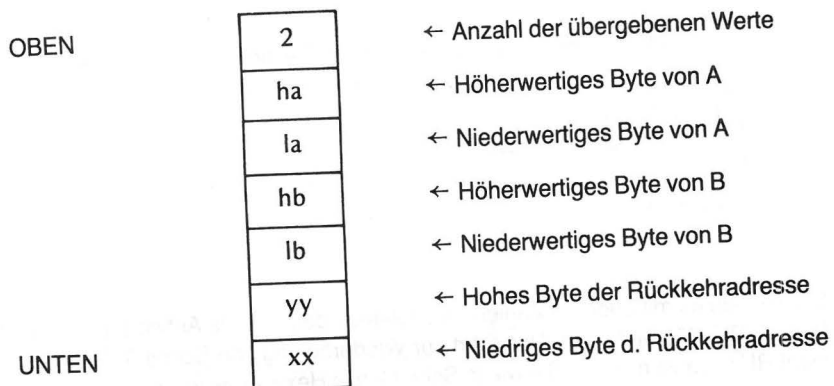 OBEN 2 ← Anzahl der übergebenen Werte
ha ← Höherwertiges Byte von A
la ← Niederwertiges Byte von A
hb ← Höherwertiges Byte von B
lb ← Niederwertiges Byte von B
yy ← Hohes Byte der Rückkehradresse
UNTEN xx ← Niedriges Byte d. Rückkehradresse